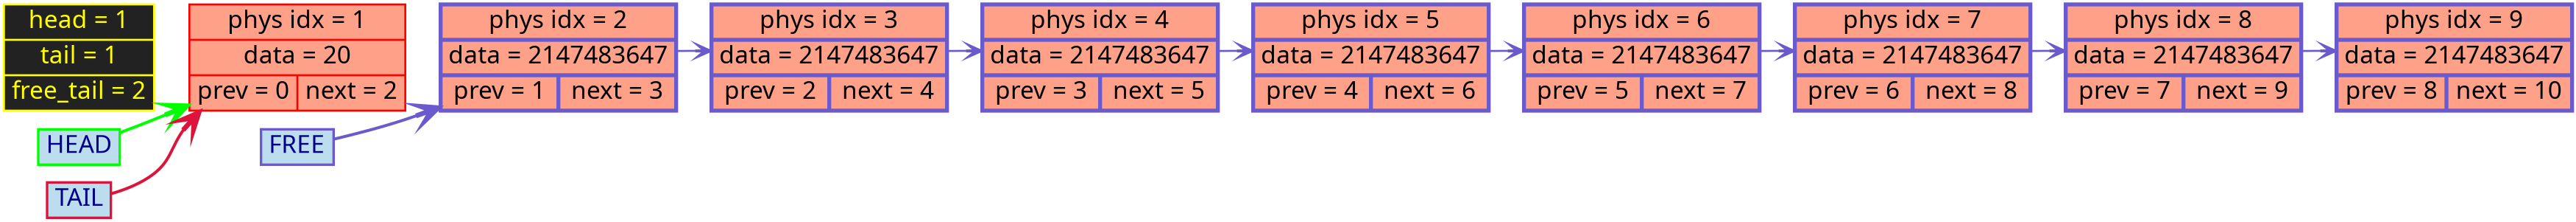 head = 1
tail = 1
free_tail = 2
phys idx = 1
data = 20
prev = 0 next = 2
phys idx = 2
data = 2147483647
prev = 1 next = 3
phys idx = 3
data = 2147483647
prev = 2 next = 4
phys idx = 4
data = 2147483647
prev = 3 next = 5
phys idx = 5
data = 2147483647
prev = 4 next = 6
phys idx = 6
data = 2147483647
prev = 5 next = 7
phys idx = 7
data = 2147483647
prev = 6 next = 8
phys idx = 8
data = 2147483647
prev = 7 next = 9
phys idx = 9
data = 2147483647
prev = 8 next = 10
HEAD
FREE
TAIL